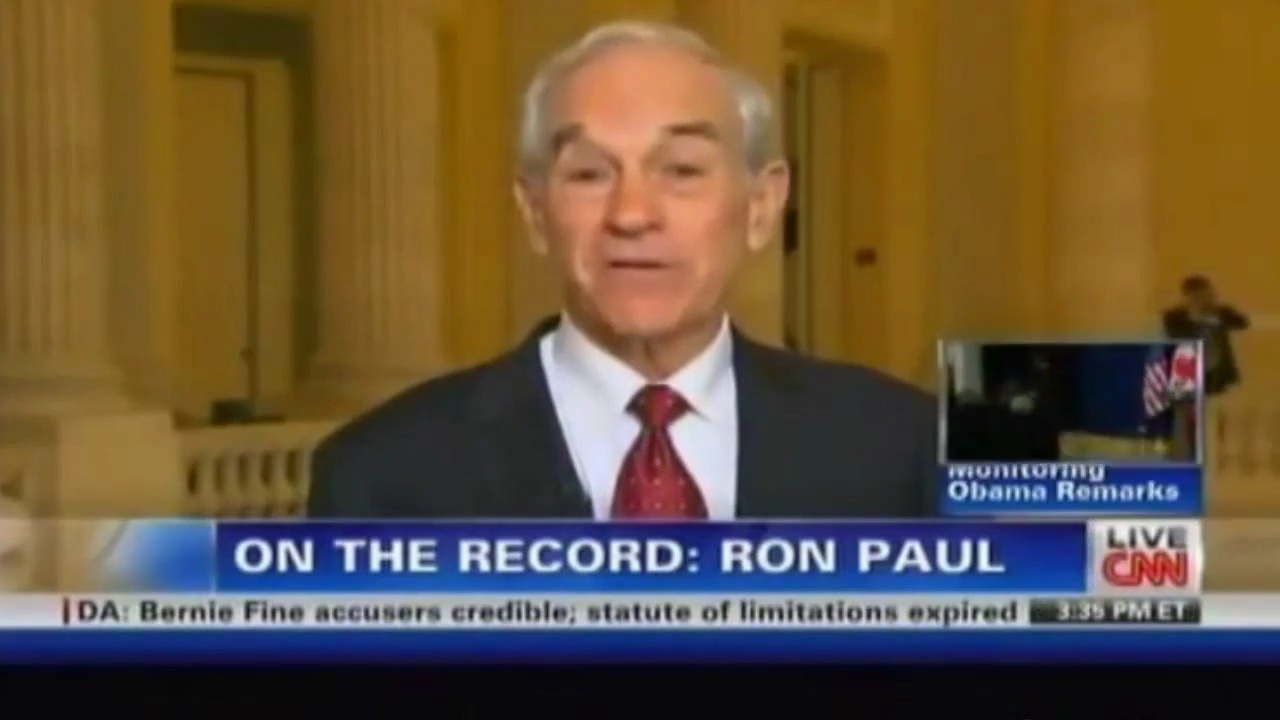 Monitoring
Obama Remarks
ON THE RECORD: RON PAUL
LIVE
CNN
DA: Bernie Fine accusers credible; statute of limitations expired
3:35 PM ET